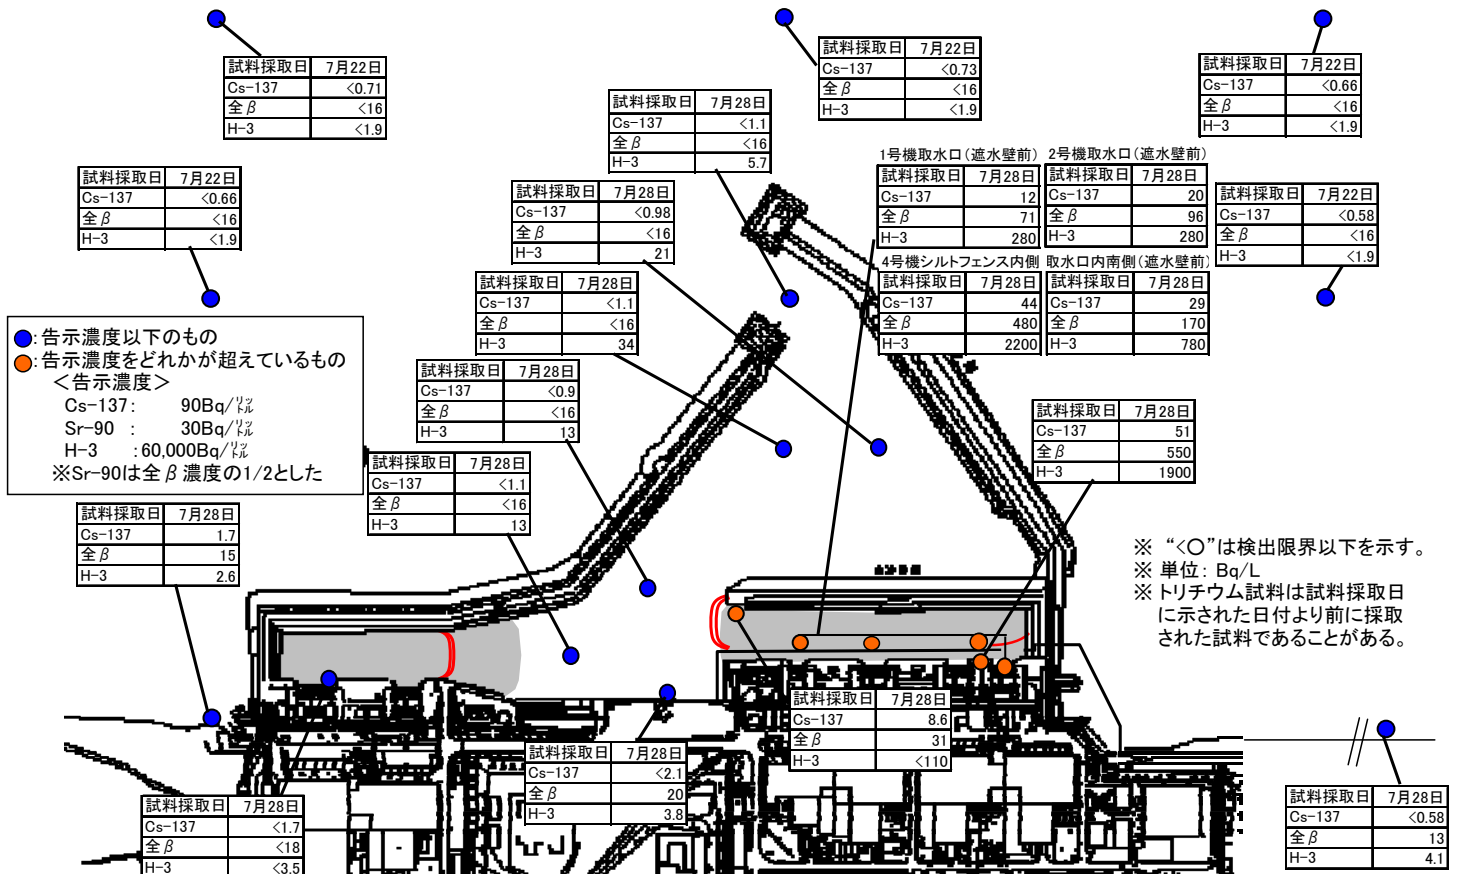 試料採取日 7月22日
Cs-137 <0.71
全β <16
H-3 <1.9
試料採取日 7月22日
Cs-137 <0.73
全β <16
H-3 <1.9
試料採取日 7月22日
Cs-137 <0.66
全β <16
H-3 <1.9
試料採取日 7月28日
Cs-137 <1.1
全β <16
H-3 5.7
試料採取日 7月22日
Cs-137 <0.66
全β <16
H-3 <1.9
試料採取日 7月28日
Cs-137 <0.98
全β <16
H-3 21
1号機取水口(遮水壁前)
試料採取日 7月28日
Cs-137 12
全β 71
H-3 280
2号機取水口(遮水壁前)
試料採取日 7月28日
Cs-137 20
全β 96
H-3 280
試料採取日 7月22日
Cs-137 <0.58
全β <16
H-3 <1.9
4号機シルトフェンス内側
試料採取日 7月28日
Cs-137 44
全β 480
H-3 2200
取水口内南側(遮水壁前)
試料採取日 7月28日
Cs-137 29
全β 170
H-3 780
試料採取日 7月28日
Cs-137 <1.1
全β <16
H-3 34
:告示濃度以下のもの
:告示濃度をどれかが超えているもの
<告示濃度>
Cs-137: 90Bq/㍑
Sr-90 : 30Bq/㍑
H-3 :60,000Bq/㍑
※Sr-90は全β濃度の1/2とした
試料採取日 7月28日
Cs-137 <0.9
全β <16
H-3 13
試料採取日 7月28日
Cs-137 51
全β 550
H-3 1900
試料採取日 7月28日
Cs-137 <1.1
全β <16
H-3 13
試料採取日 7月28日
Cs-137 1.7
全β 15
H-3 2.6
※ “<○”は検出限界以下を示す。
※ 単位: Bq/L
※ トリチウム試料は試料採取日
に示された日付より前に採取
された試料であることがある。
試料採取日 7月28日
Cs-137 8.6
全β 31
H-3 <110
試料採取日 7月28日
Cs-137 <2.1
全β 20
H-3 3.8
試料採取日 7月28日
Cs-137 <1.7
全β <18
H-3 <3.5
試料採取日 7月28日
Cs-137 <0.58
全β 13
H-3 4.1